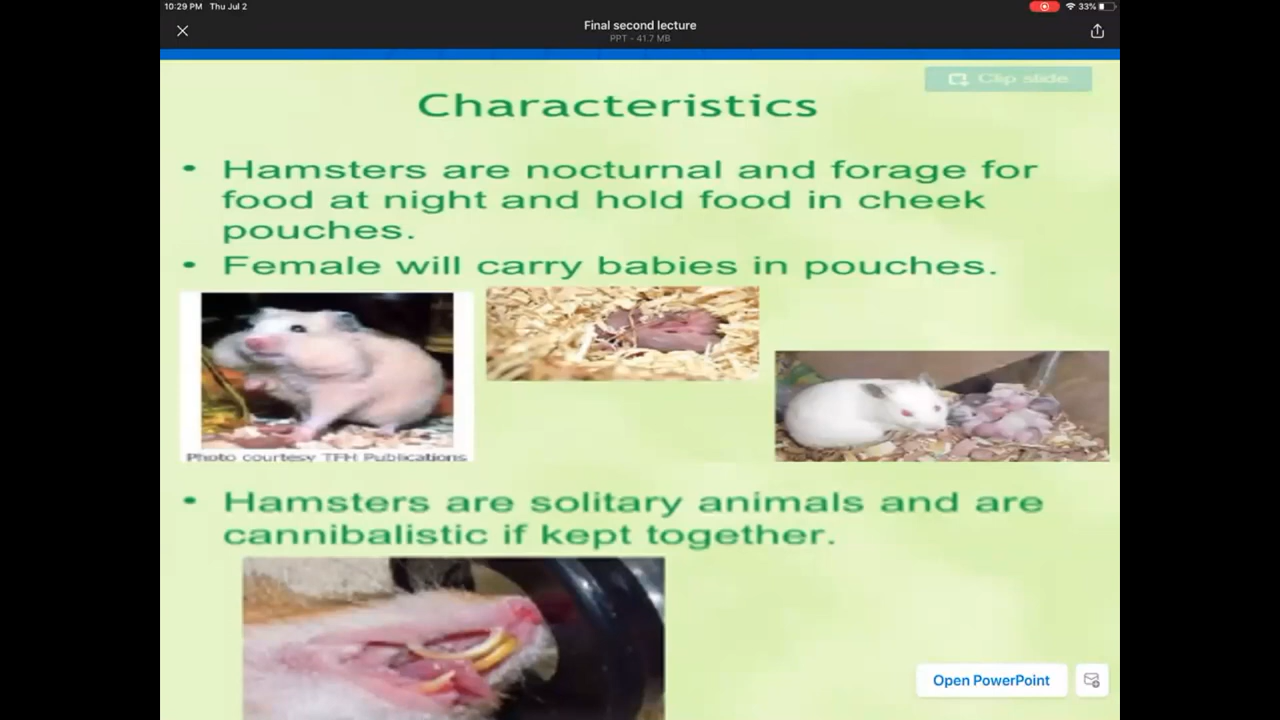 10:29 PM Thu Jul 2
33%
Final second lecture
PPT - 41.7 MB
Clip slide
Characteristics
• Hamsters are nocturnal and forage for
food at night and hold food in cheek
pouches.
• Female will carry babies in pouches.
Photo courtesy TFH Publications
• Hamsters are solitary animals and are
cannibalistic if kept together.
Open PowerPoint